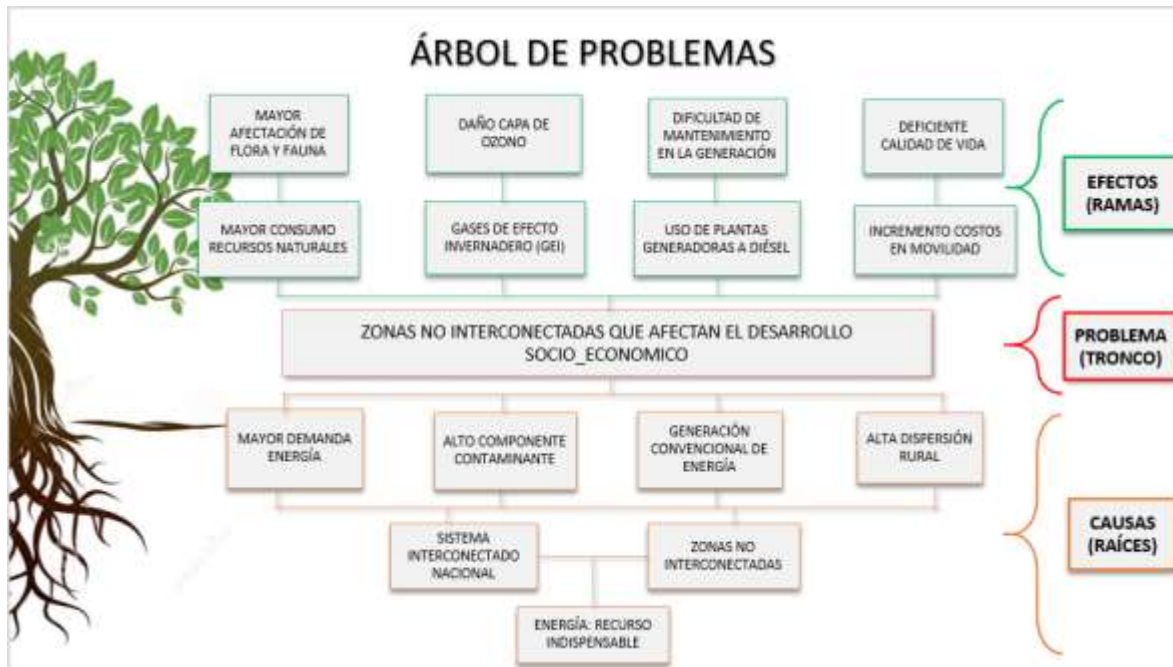 ÁRBOL DE PROBLEMAS
MAYOR
AFECTACIÓN DE
FLORA Y FAUNA
DAÑO CAPA DE
OZONO
DIFICULTAD DE
MANTENIMIENTO
EN LA GENERACIÓN
DEFICIENTE
CALIDAD DE VIDA
MAYOR CONSUMO
RECURSOS NATURALES
GASES DE EFECTO
INVERNADERO (GEI)
USO DE PLANTAS
GENERADORAS A DIÉSEL
INCREMENTO COSTOS
EN MOVILIDAD
EFECTOS
(RAMAS)
ZONAS NO INTERCONECTADAS QUE AFECTAN EL DESARROLLO
SOCIO_ECONOMICO
PROBLEMA
(TRONCO)
MAYOR DEMANDA
ENERGÍA
ALTO COMPONENTE
CONTAMINANTE
GENERACIÓN
CONVENCIONAL DE
ENERGÍA
ALTA DISPERSIÓN
RURAL
SISTEMA
INTERCONECTADO
NACIONAL
ZONAS NO
INTERCONECTADAS
ENERGÍA: RECURSO
INDISPENSABLE
CAUSAS
(RAÍCES)